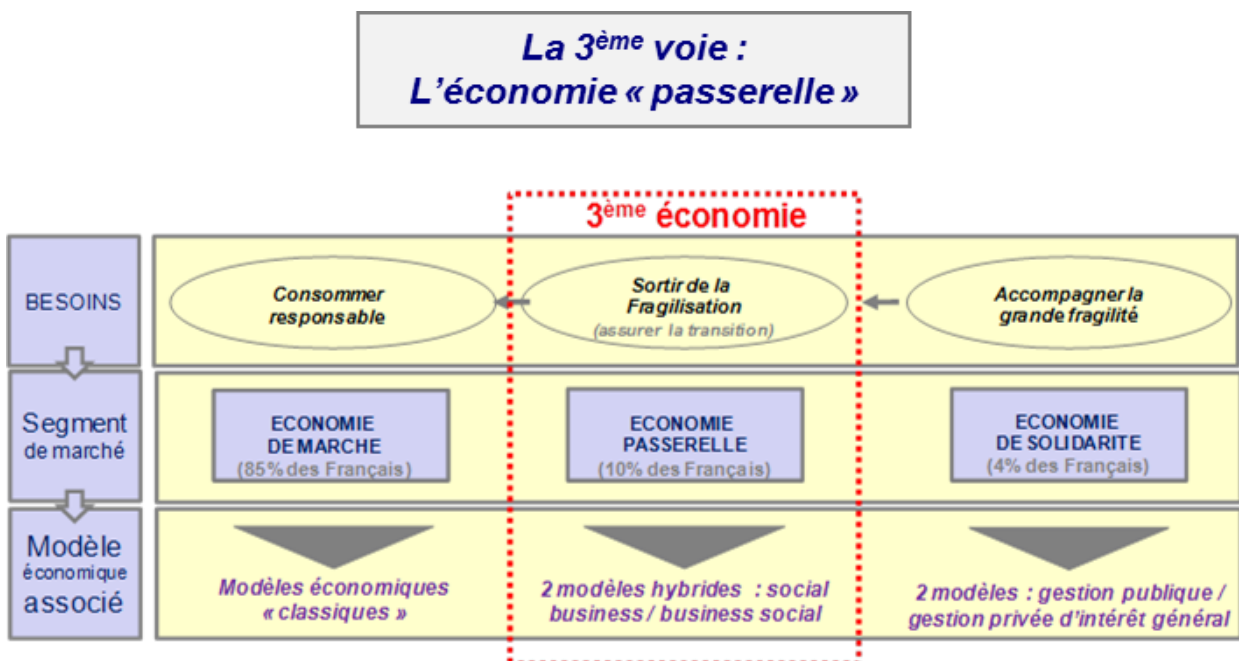 La 3ème voie :
L’économie « passerelle »
3ème économie
BESOINS
Consommer
responsable
Sortir de la
Fragilisation
(assurer la transition)
Accompagner la
grande fragilité
Segment
de marché
ECONOMIE
DE MARCHE
(85% des Français)
ECONOMIE
PASSERELLE
(10% des Français)
ECONOMIE
DE SOLIDARITE
(4% des Français)
Modèle
économique
associé
Modèles économiques
« classiques »
2 modèles hybrides : social
business / business social
2 modèles : gestion publique /
gestion privée d’intérêt général